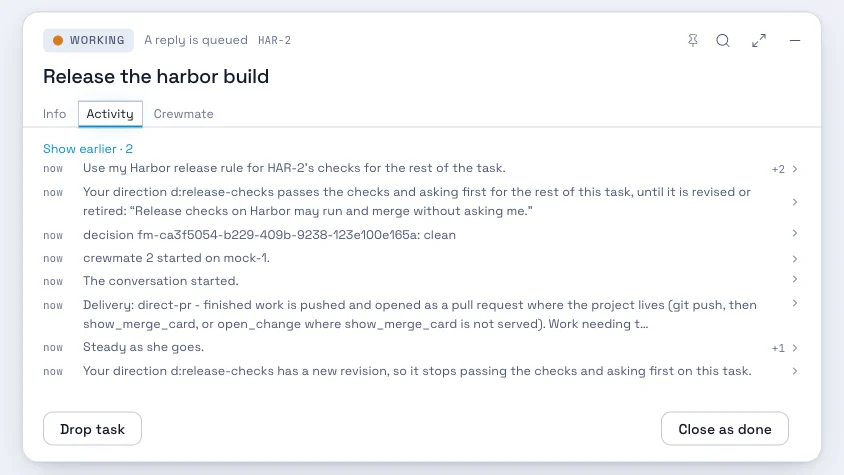 WORKING A reply is queued HAR-2
Release the harbor build
Info Activity Crewmate
Show earlier · 2
now Use my Harbor release rule for HAR-2's checks for the rest of the task. +2
now Your direction d:release-checks passes the checks and asking first for the rest of this task, until it is revised or
retired: “Release checks on Harbor may run and merge without asking me.”
now decision fm-ca3f5054-b229-409b-9238-123e100e165a: clean
now crewmate 2 started on mock-1.
now The conversation started.
now Delivery: direct-pr - finished work is pushed and opened as a pull request where the project lives (git push, then
show_merge_card, or open_change where show_merge_card is not served). Work needing t…
now Steady as she goes. +1
now Your direction d:release-checks has a new revision, so it stops passing the checks and asking first on this task.
Drop task Close as done